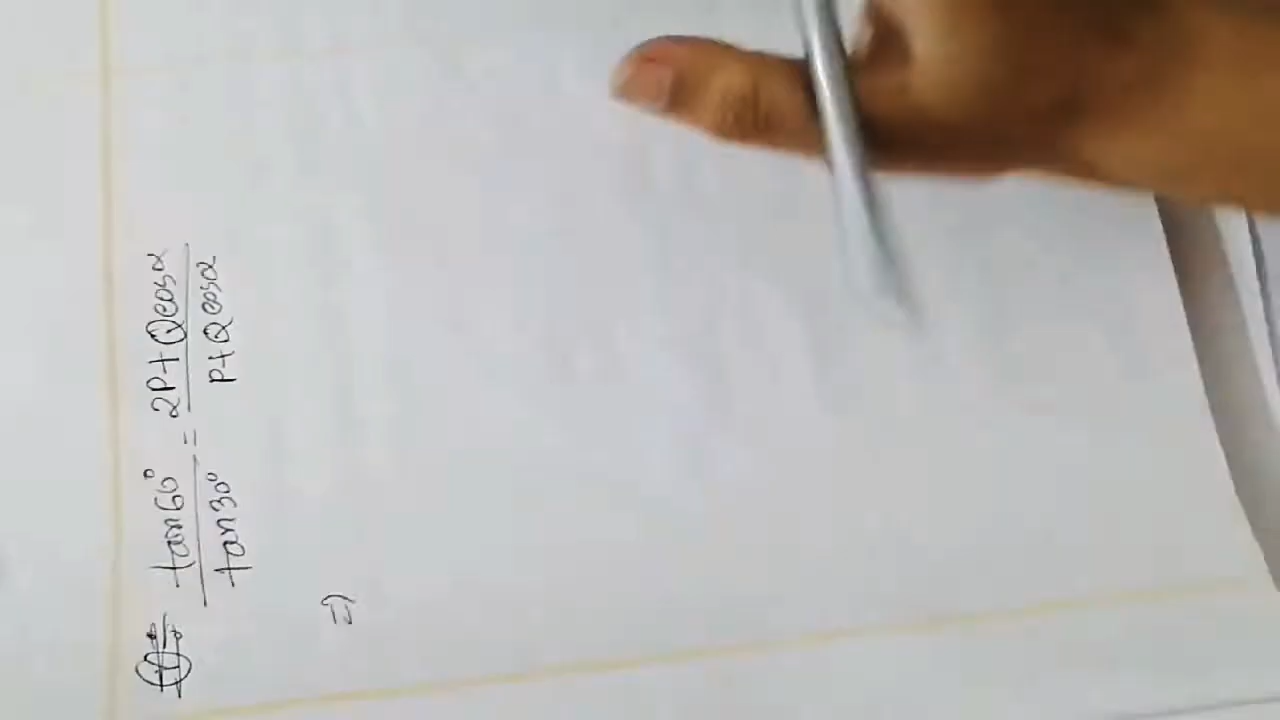 tan60° / tan30° = 2P+Qcosα / P+Qcosα
⇒